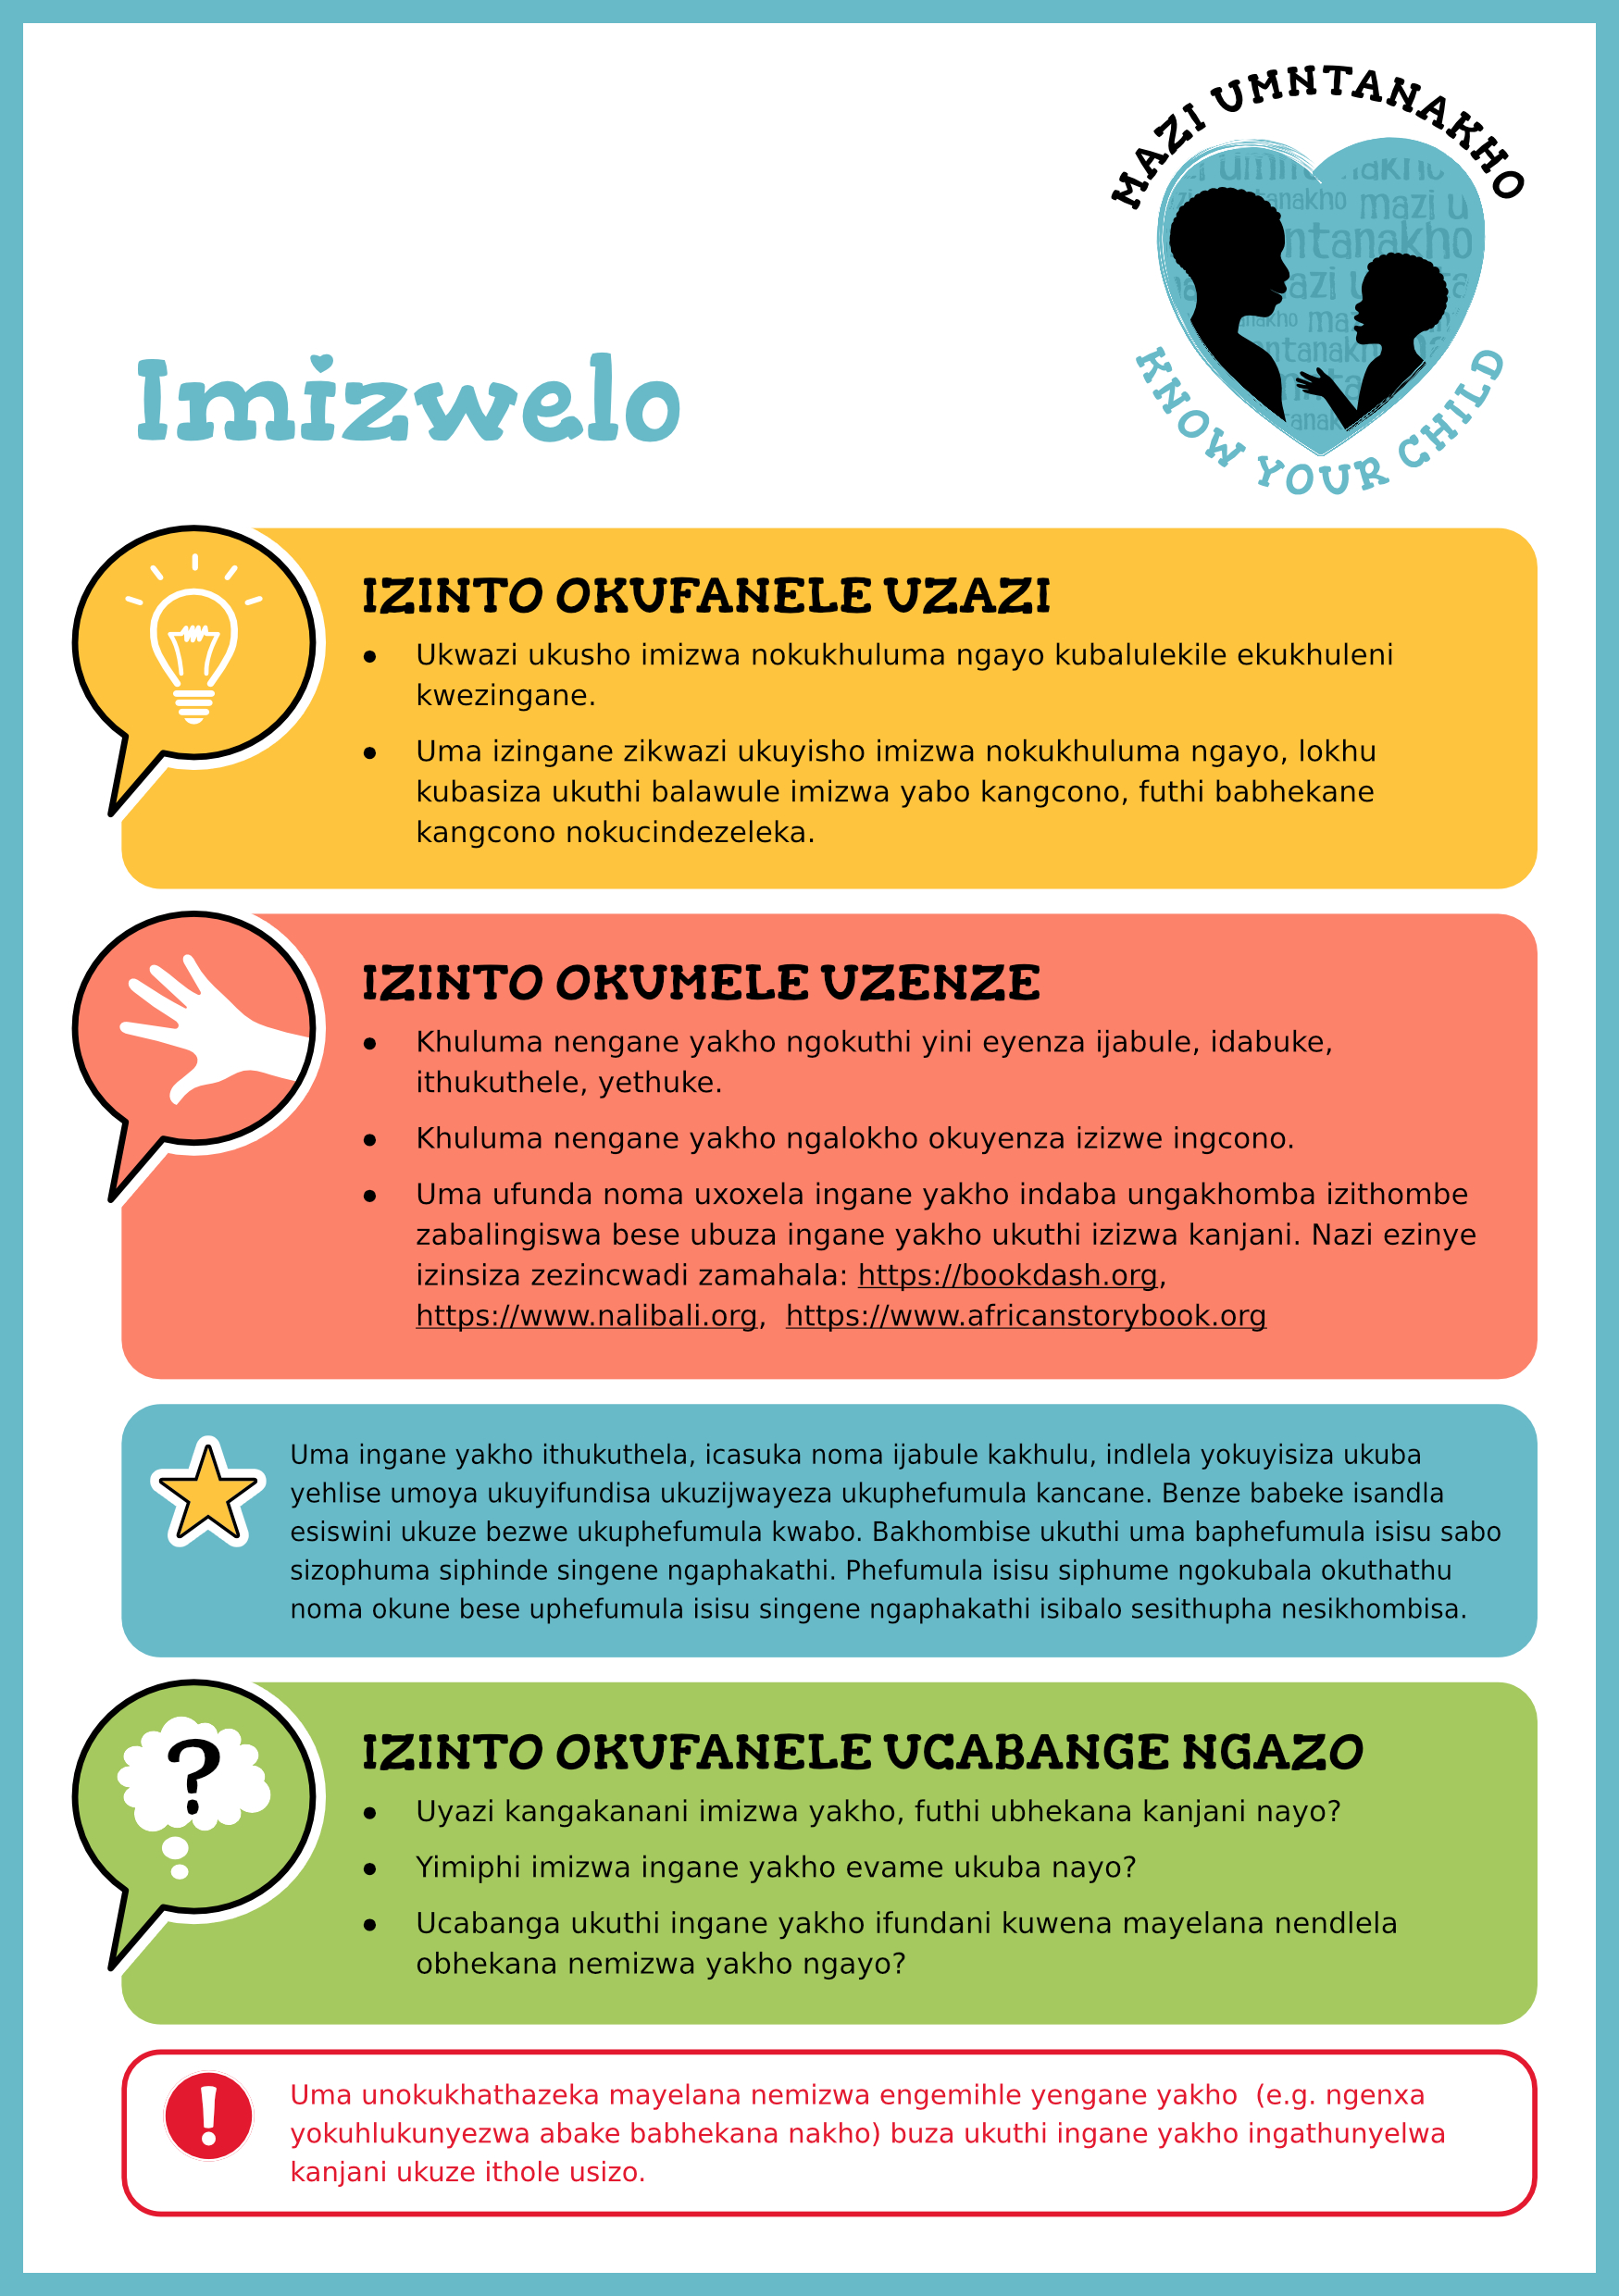 MAZI UMNTANAKHO
KNOW YOUR CHILD
Imizwelo
IZINTO OKUFANELE UZAZI
● Ukwazi ukusho imizwa nokukhuluma ngayo kubalulekile ekukhuleni
kwezingane.
● Uma izingane zikwazi ukuyisho imizwa nokukhuluma ngayo, lokhu
kubasiza ukuthi balawule imizwa yabo kangcono, futhi babhekane
kangcono nokucindezeleka.
IZINTO OKUMELE UZENZE
● Khuluma nengane yakho ngokuthi yini eyenza ijabule, idabuke,
ithukuthele, yethuke.
● Khuluma nengane yakho ngalokho okuyenza izizwe ingcono.
● Uma ufunda noma uxoxela ingane yakho indaba ungakhomba izithombe
zabalingiswa bese ubuza ingane yakho ukuthi izizwa kanjani. Nazi ezinye
izinsiza zezincwadi zamahala: https://bookdash.org,
https://www.nalibali.org, https://www.africanstorybook.org
Uma ingane yakho ithukuthela, icasuka noma ijabule kakhulu, indlela yokuyisiza ukuba
yehlise umoya ukuyifundisa ukuzijwayeza ukuphefumula kancane. Benze babeke isandla
esiswini ukuze bezwe ukuphefumula kwabo. Bakhombise ukuthi uma baphefumula isisu sabo
sizophuma siphinde singene ngaphakathi. Phefumula isisu siphume ngokubala okuthathu
noma okune bese uphefumula isisu singene ngaphakathi isibalo sesithupha nesikhombisa.
?
IZINTO OKUFANELE UCABANGE NGAZO
● Uyazi kangakanani imizwa yakho, futhi ubhekana kanjani nayo?
● Yimiphi imizwa ingane yakho evame ukuba nayo?
● Ucabanga ukuthi ingane yakho ifundani kuwena mayelana nendlela
obhekana nemizwa yakho ngayo?
!
Uma unokukhathazeka mayelana nemizwa engemihle yengane yakho (e.g. ngenxa
yokuhlukunyezwa abake babhekana nakho) buza ukuthi ingane yakho ingathunyelwa
kanjani ukuze ithole usizo.